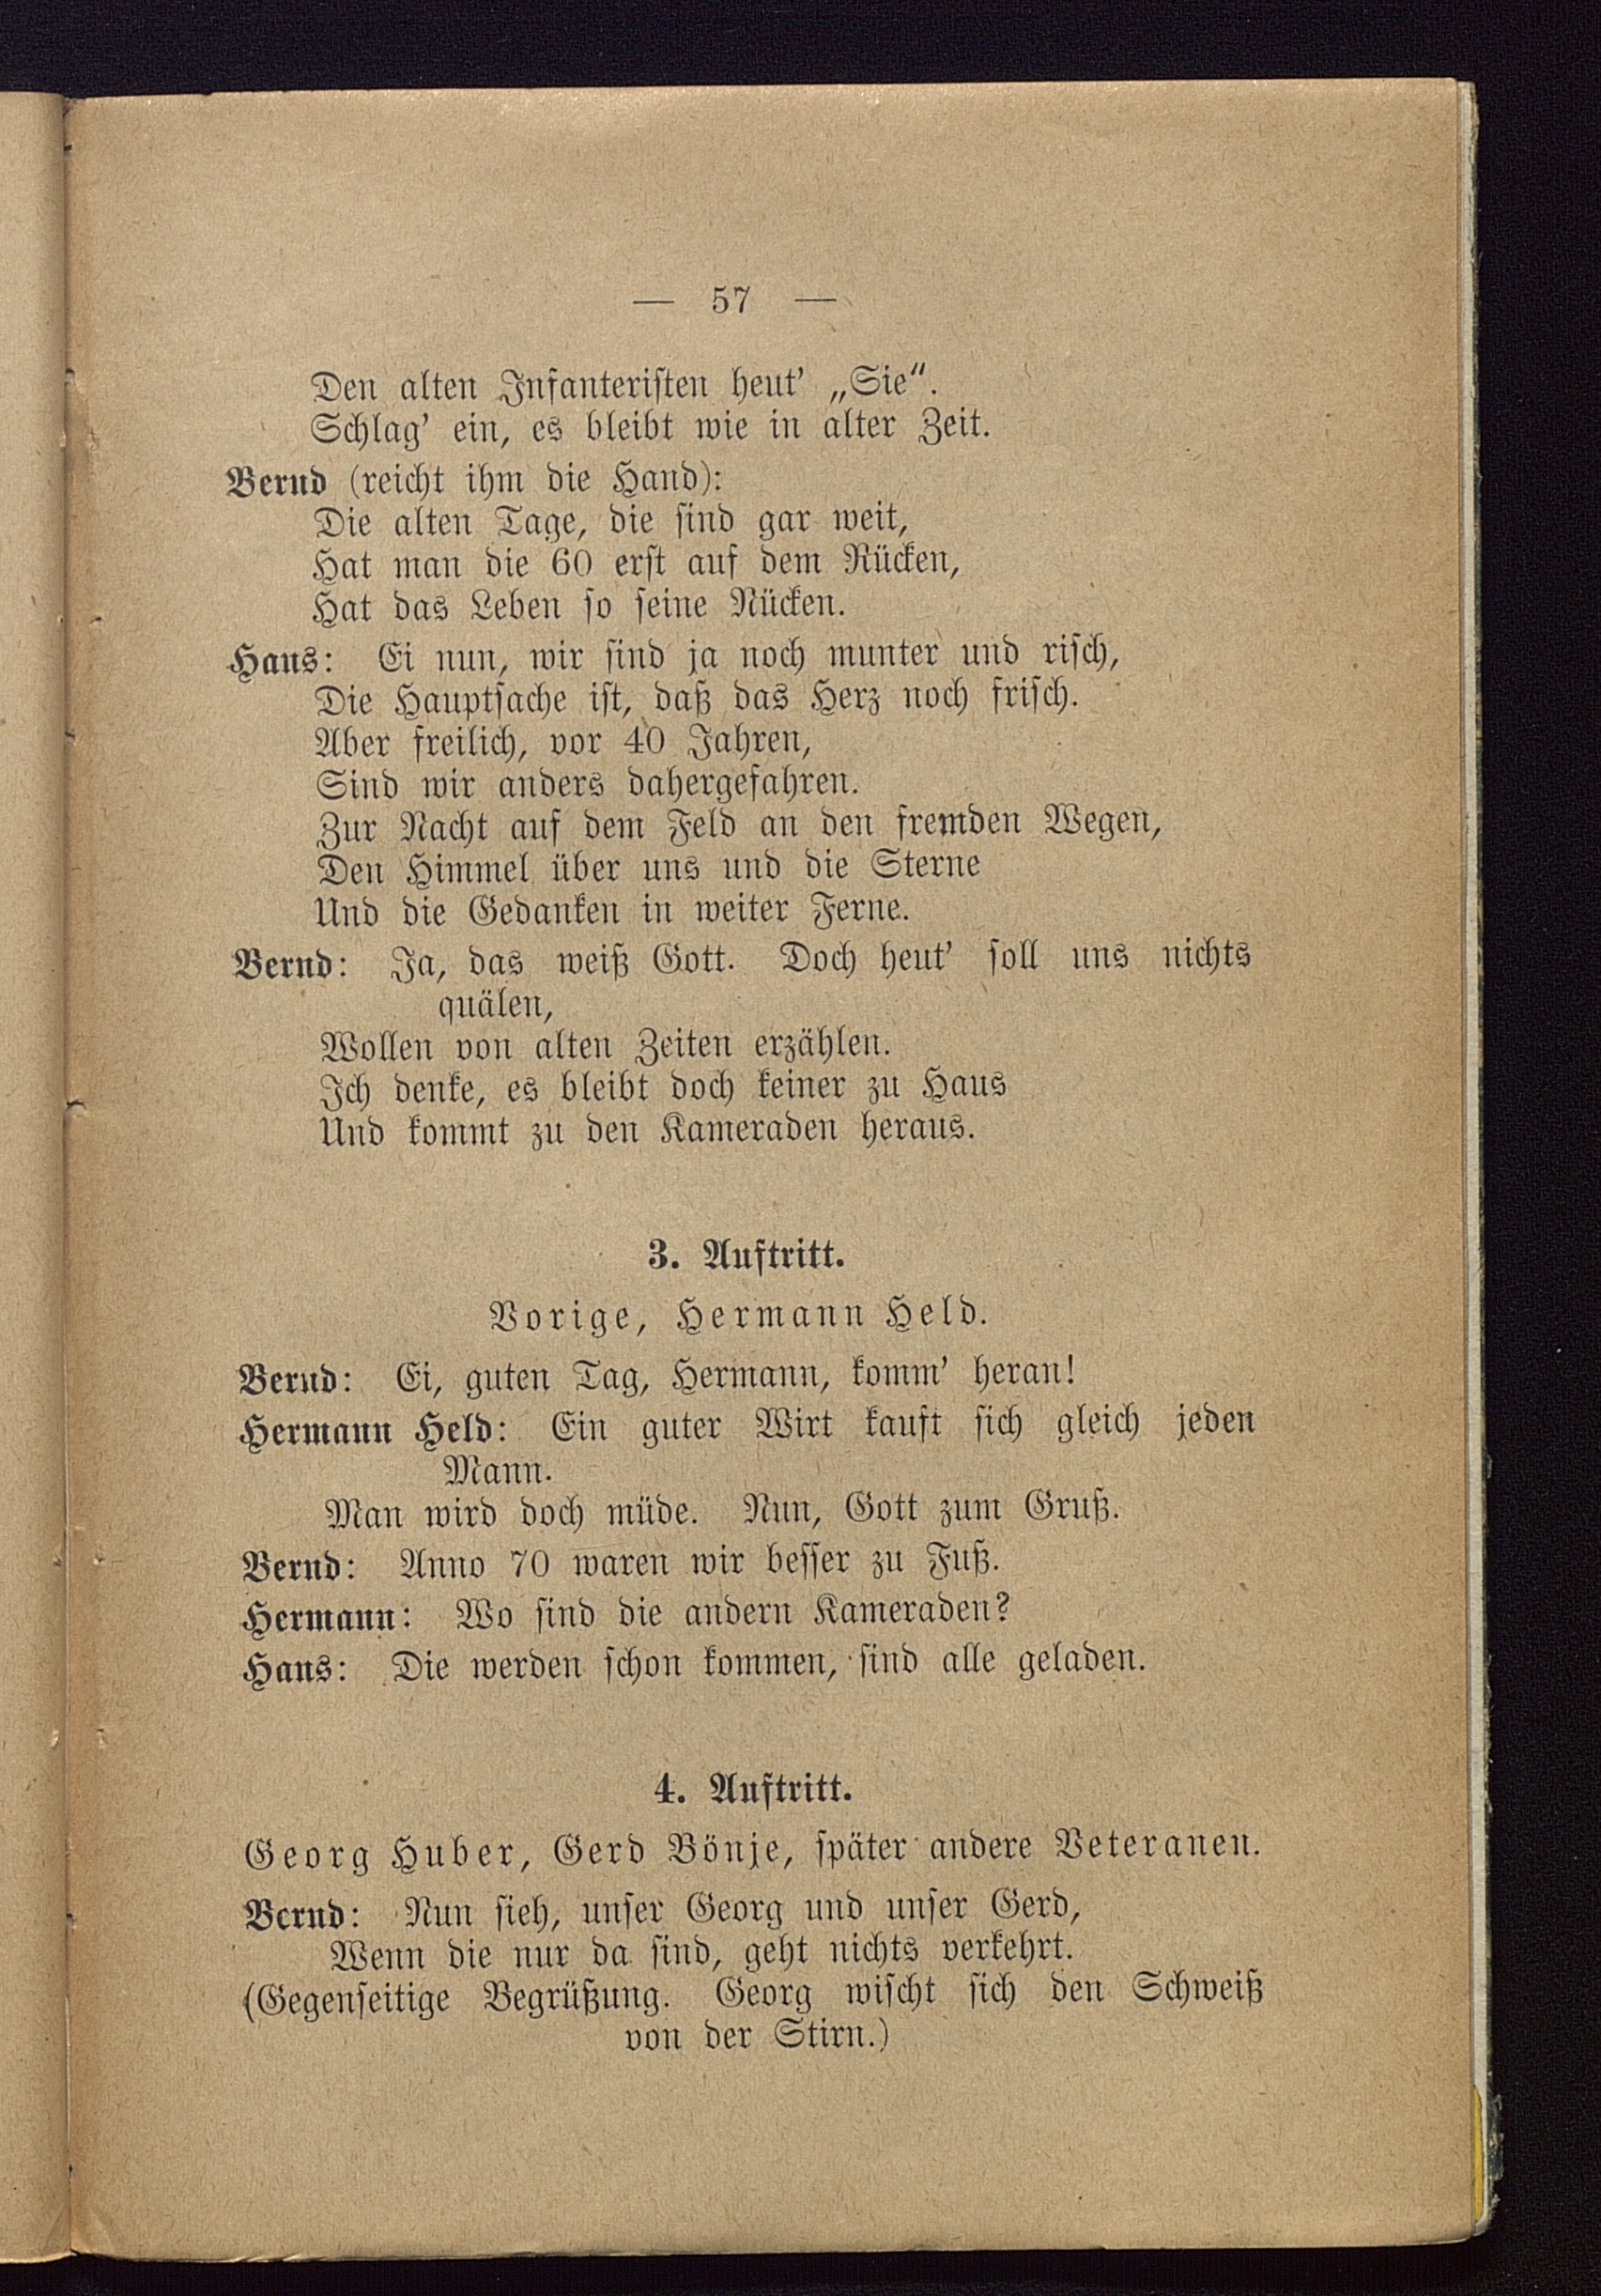 — 57 —
Den alten Infanteristen heut' „Sie“.
Schlag' ein, es bleibt wie in alter Zeit.
Bernd (reicht ihm die Hand):
Die alten Tage, die sind gar weit,
Hat man die 60 erst auf dem Rücken,
Hat das Leben so seine Nücken.
Hans: Ei nun, wir sind ja noch munter und risch,
Die Hauptsache ist, daß das Herz noch frisch.
Aber freilich, vor 40 Jahren,
Sind wir anders dahergefahren.
Zur Nacht auf dem Feld an den fremden Wegen,
Den Himmel über uns und die Sterne
Und die Gedanken in weiter Ferne.
Bernd: Ja, das weiß Gott. Doch heut' soll uns nichts
quälen,
Wollen von alten Zeiten erzählen.
Ich denke, es bleibt doch keiner zu Haus
Und kommt zu den Kameraden heraus.
3. Auftritt.
Vorige, Hermann Held.
Bernd: Ei, guten Tag, Hermann, komm' heran!
Hermann Held: Ein guter Wirt kauft sich gleich jeden
Mann.
Man wird doch müde. Nun, Gott zum Gruß.
Bernd: Anno 70 waren wir besser zu Fuß.
Hermann: Wo sind die andern Kameraden?
Hans: Die werden schon kommen, sind alle geladen.
4. Auftritt.
Georg Huber, Gerd Bönje, später andere Veteranen.
Bernd: Nun sieh, unser Georg und unser Gerd,
Wenn die nur da sind, geht nichts verkehrt.
(Gegenseitige Begrüßung. Georg wischt sich den Schweiß
von der Stirn.)